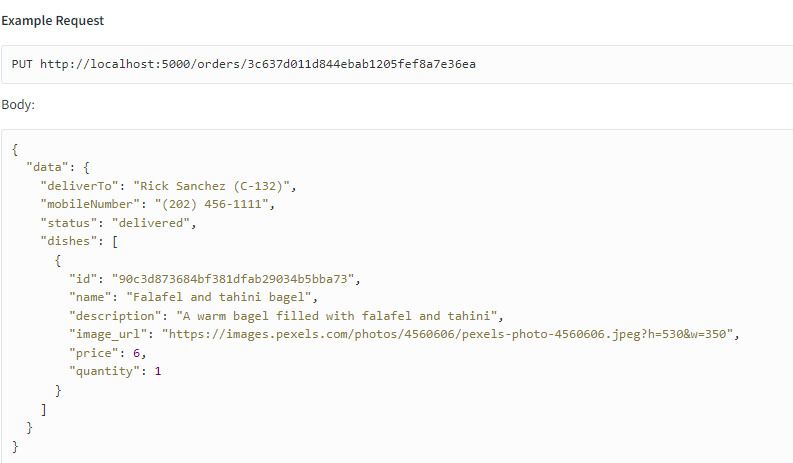 Example Request
PUT http://localhost:5000/orders/3c637d011d844ebab1205fef8a7e36ea
Body:
{
  "data": {
    "deliverTo": "Rick Sanchez (C-132)",
    "mobileNumber": "(202) 456-1111",
    "status": "delivered",
    "dishes": [
      {
        "id": "90c3d873684bf381dfab29034b5bba73",
        "name": "Falafel and tahini bagel",
        "description": "A warm bagel filled with falafel and tahini",
        "image_url": "https://images.pexels.com/photos/4560606/pexels-photo-4560606.jpeg?h=530&w=350",
        "price": 6,
        "quantity": 1
      }
    ]
  }
}